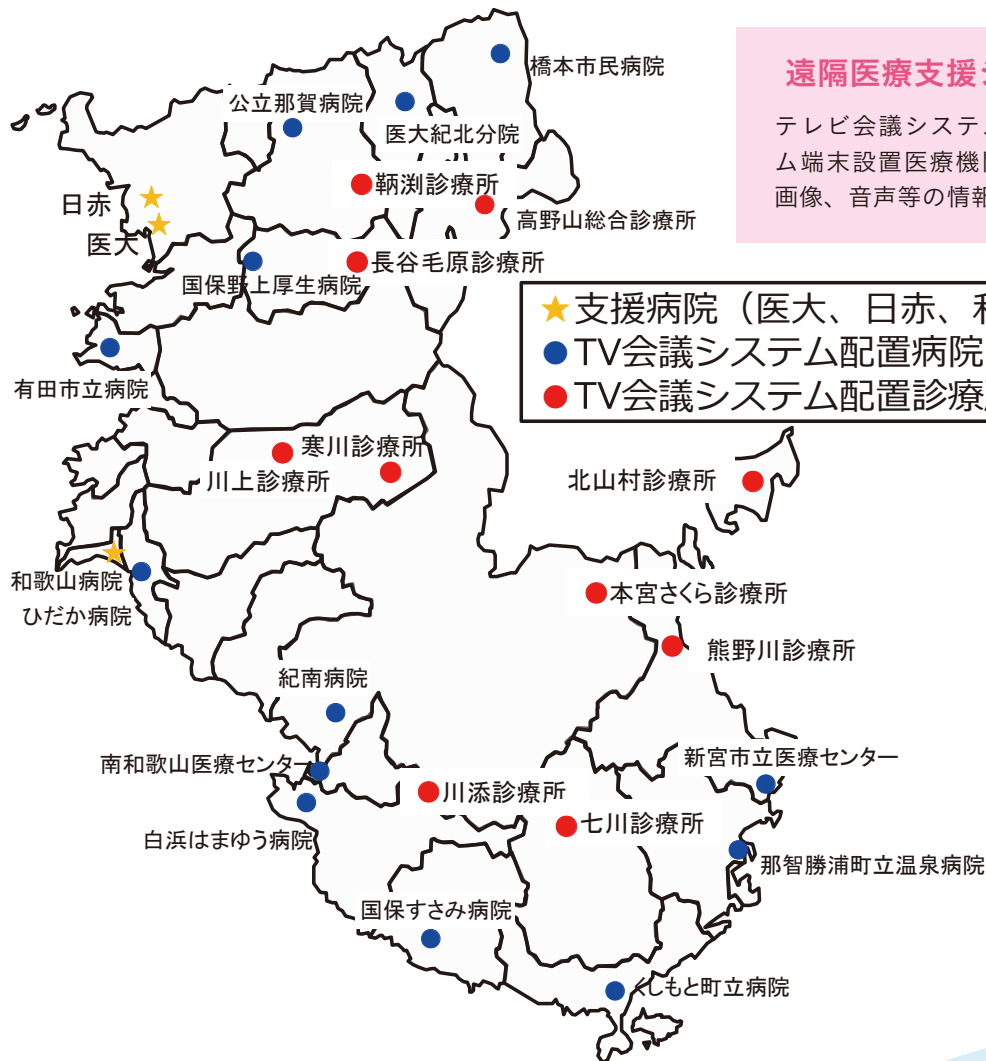 橋本市民病院
公立那賀病院
医大紀北分院
遠隔医療支援
テレビ会議システ
ム端末設置医療機関
画像、音声等の情報
鞆渕診療所
日赤
高野山総合診療所
医大
長谷毛原診療所
国保野上厚生病院
★支援病院（医大、日赤、和
●TV会議システム配置病院
●TV会議システム配置診療
有田市立病院
寒川診療所
川上診療所
北山村診療所
和歌山病院
ひだか病院
本宮さくら診療所
熊野川診療所
紀南病院
南和歌山医療センター
新宮市立医療センター
川添診療所
七川診療所
白浜はまゆう病院
那智勝浦町立温泉病院
国保すさみ病院
くしもと町立病院